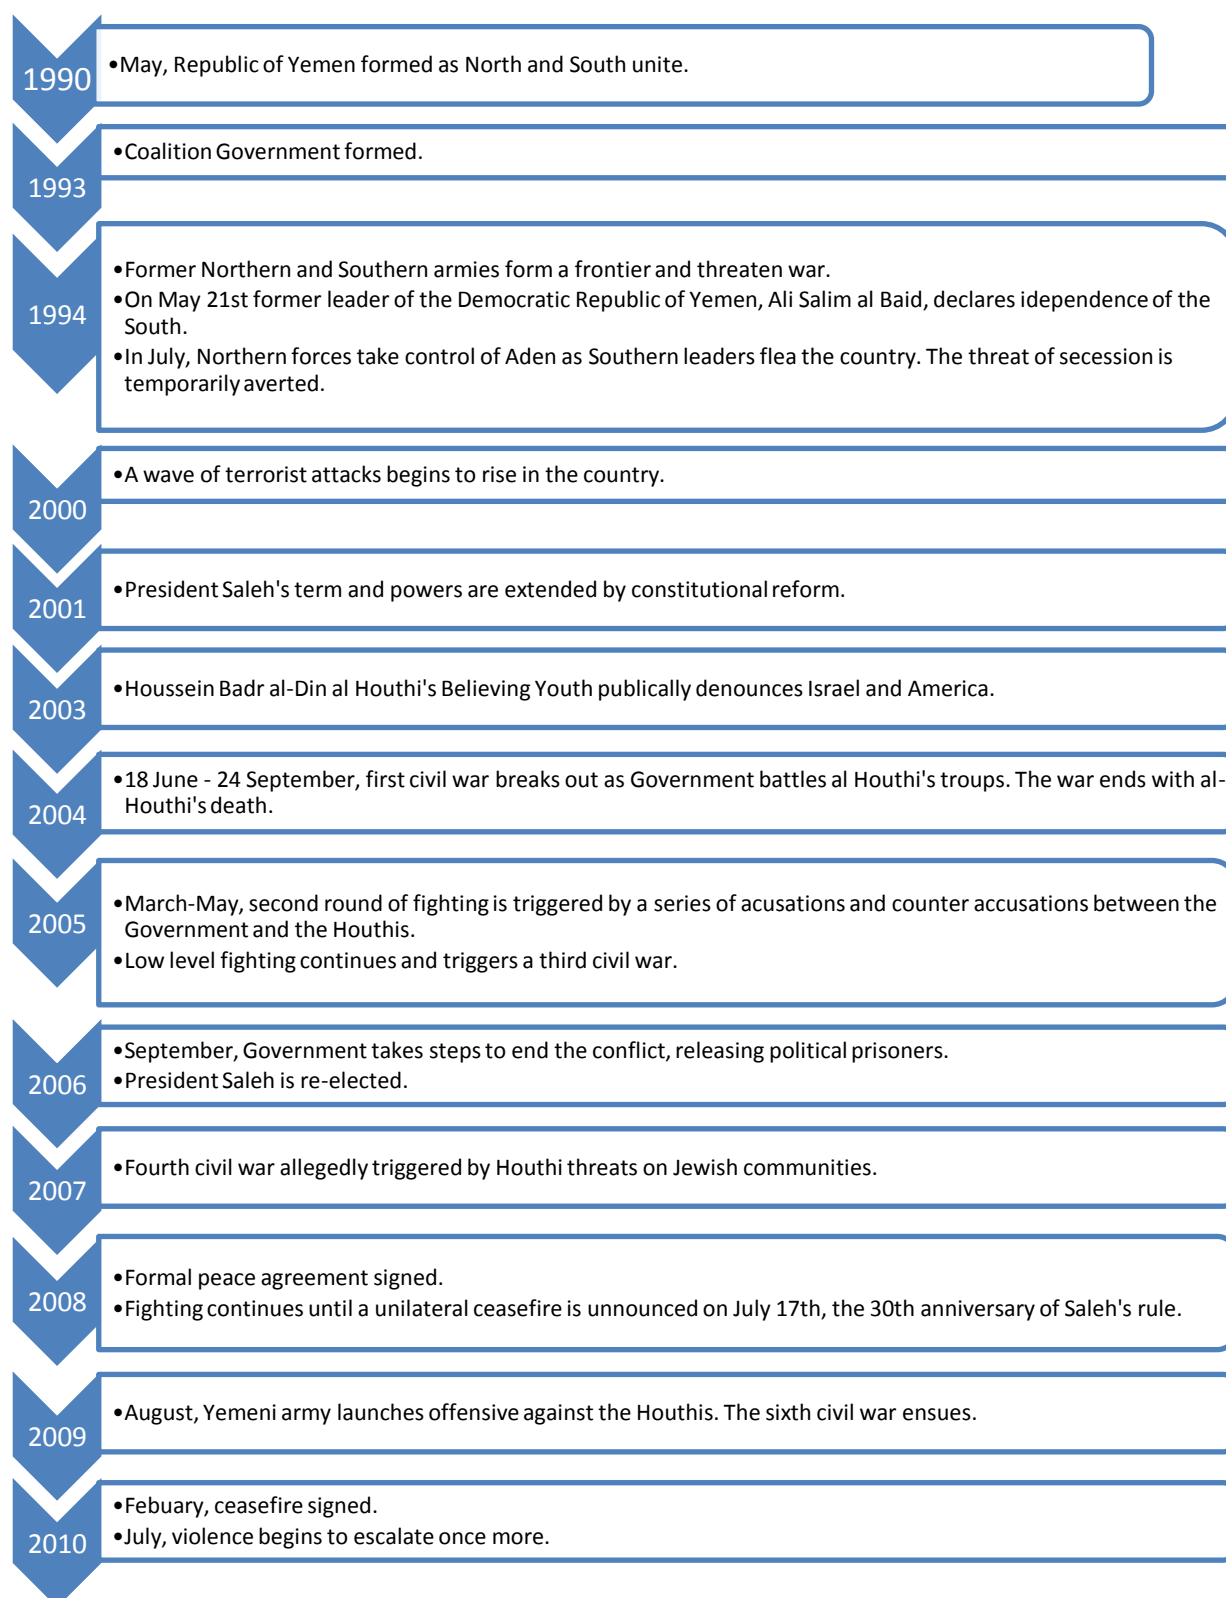 1990
•May, Republic of Yemen formed as North and South unite.
1993
•Coalition Government formed.
1994
•Former Northern and Southern armies form a frontier and threaten war.
•On May 21st former leader of the Democratic Republic of Yemen, Ali Salim al Baid, declares idependence of the
South.
•In July, Northern forces take control of Aden as Southern leaders flea the country. The threat of secession is
temporarily averted.
2000
•A wave of terrorist attacks begins to rise in the country.
2001
•President Saleh's term and powers are extended by constitutional reform.
2003
•Houssein Badr al-Din al Houthi's Believing Youth publically denounces Israel and America.
2004
•18 June - 24 September, first civil war breaks out as Government battles al Houthi's troups. The war ends with al-
Houthi's death.
2005
•March-May, second round of fighting is triggered by a series of acusations and counter accusations between the
Government and the Houthis.
•Low level fighting continues and triggers a third civil war.
2006
•September, Government takes steps to end the conflict, releasing political prisoners.
•President Saleh is re-elected.
2007
•Fourth civil war allegedly triggered by Houthi threats on Jewish communities.
2008
•Formal peace agreement signed.
•Fighting continues until a unilateral ceasefire is unnounced on July 17th, the 30th anniversary of Saleh's rule.
2009
•August, Yemeni army launches offensive against the Houthis. The sixth civil war ensues.
2010
•Febuary, ceasefire signed.
•July, violence begins to escalate once more.